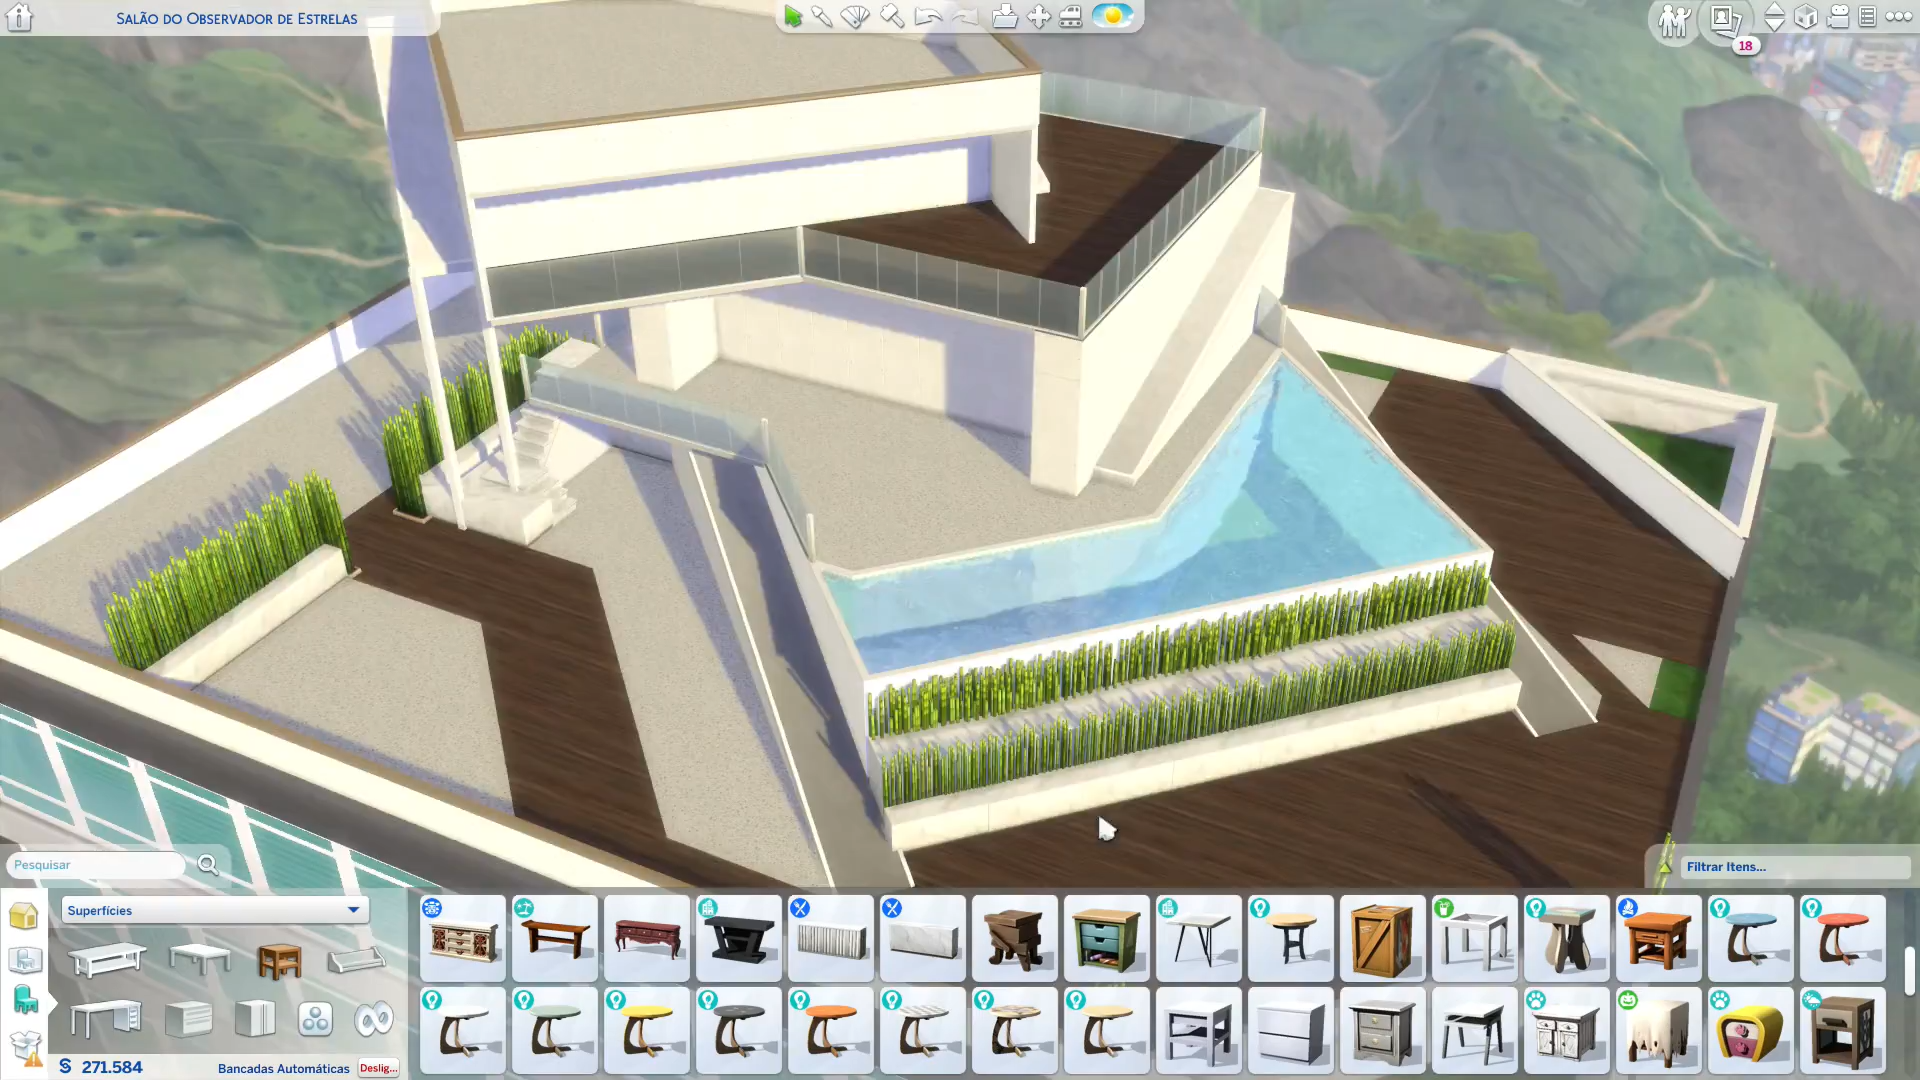 SALÃO DO OBSERVADOR DE ESTRELAS
18
Pesquisar
Filtrar Itens...
Superfícies
271.584
Bancadas Automáticas
Deslig...